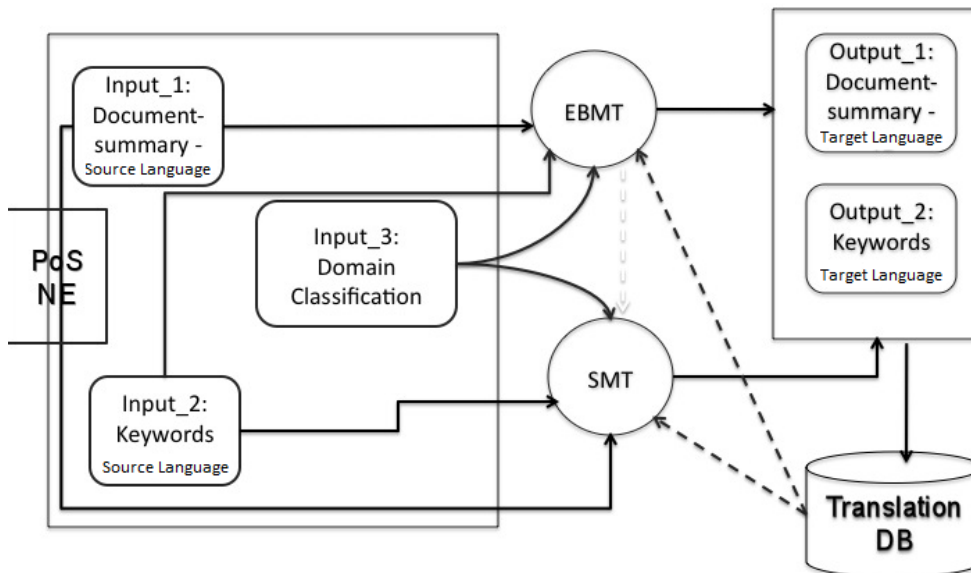 Input_1:
Document-
summary -
Source Language
EBMT
Output_1:
Document-
summary -
Target Language
Output_2:
Keywords
Target Language
PoS
NE
Input_3:
Domain
Classification
Input_2:
Keywords
Source Language
SMT
Translation
DB